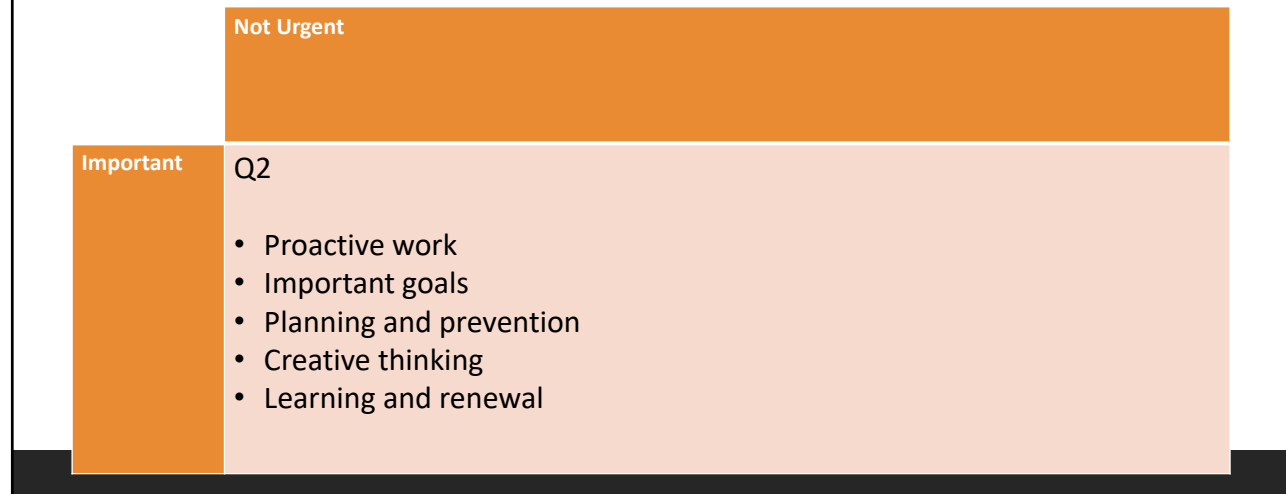 Not Urgent
Important
Q2
• Proactive work
• Important goals
• Planning and prevention
• Creative thinking
• Learning and renewal